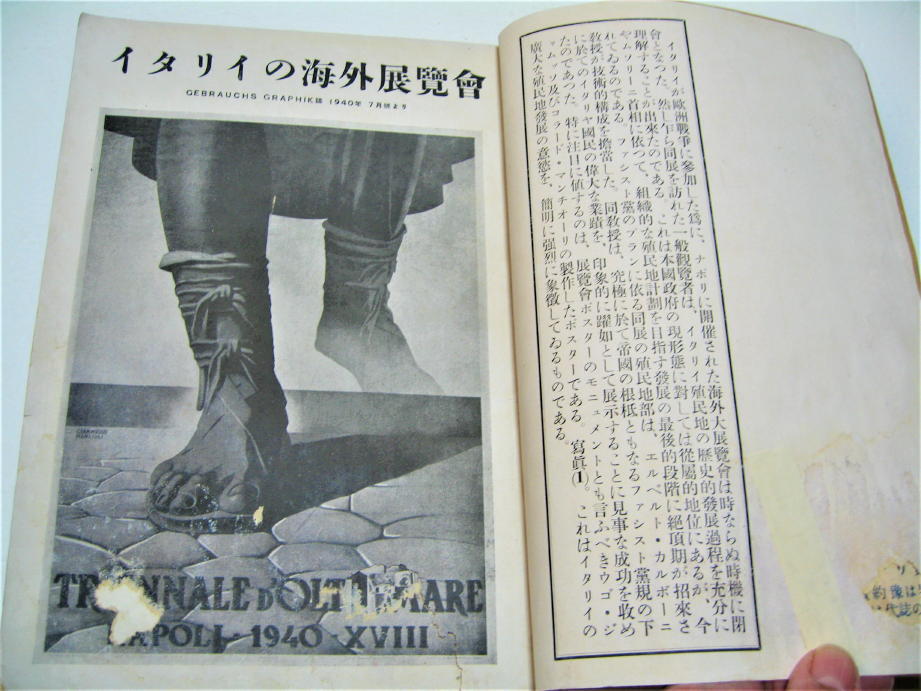 イタリイの海外展覽會
GEBRAUCHS GRAPHIK誌 1940年 7月號より
TRIENNALE D'OLTREMARE
NAPOLI · 1940 · XVIII
イタリイが歐洲戰爭に參加した爲に、ナポリに開催された海外大展覽會は時ならぬ時機に閉
會となつた。然し乍ら同展を訪れた一般觀覽者は、イタリイ殖民地の歷史的發展過程を充分に
理解することが出來たのである。これは本國政府の現形態に對しては從屬的地位にあるが、今
やムソリーニ首相に依つて、組織的な殖民地計劃を目指す發展の最後的段階に絶頂期が招來さ
れてゐるのである。ファシスト黨のプランに依る同展の殖民地部は、エルベルト・カルボーニ
敎授が技術的構成を擔當した。同敎授は、究極に於て帝國の根柢ともなるファシスト黨規の下
に於てのイタリヤ國民の偉大な業蹟を、印象的に躍如として展示することに見事な成功を收め
たのであつた。特に注目に値するのは、展覽會ポスターのモニュメントとも言ふべきウゴ・ジ
ァムッソ及びコラード・マンチオーリの製作したポスターである。寫眞(1)。これはイタリイの
廣大な殖民地發展の意慾を、簡明に强烈に象徵してゐるものである。